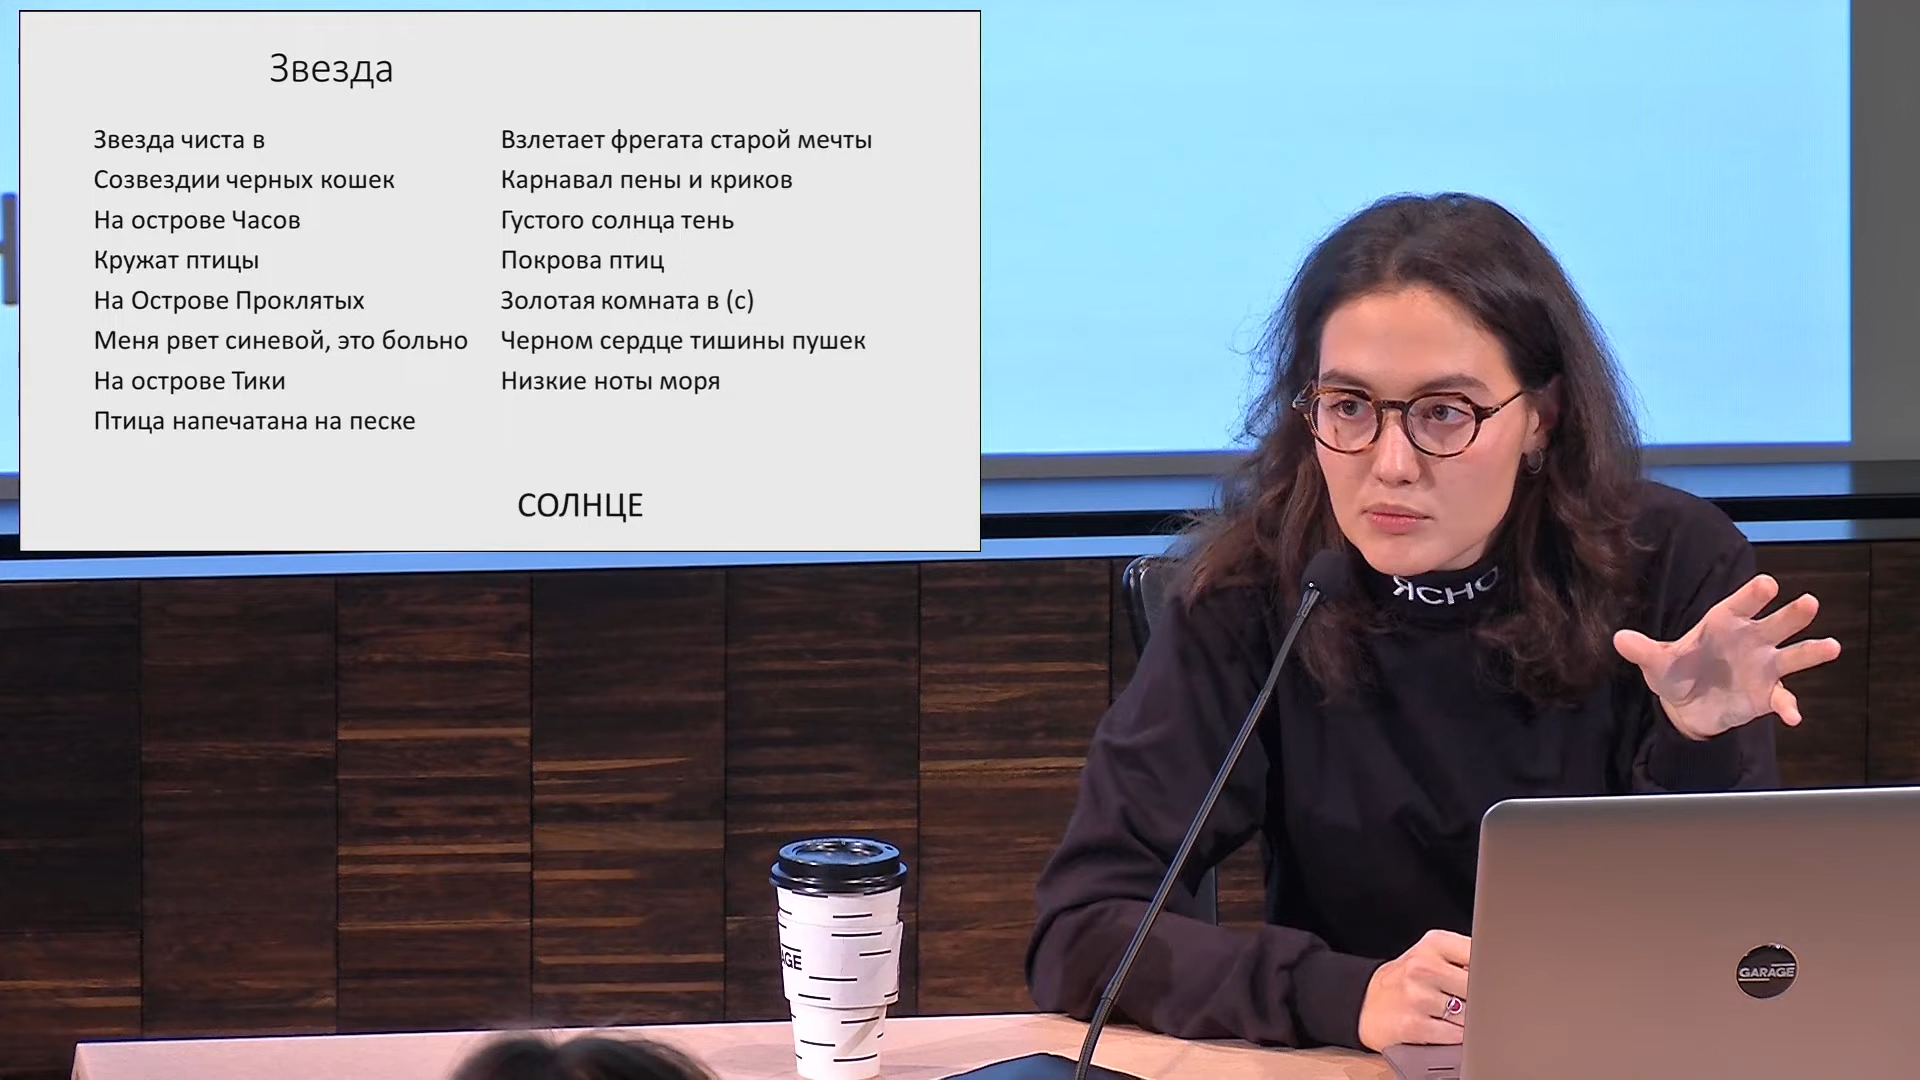 Звезда
Звезда чиста в
Созвездии черных кошек
На острове Часов
Кружат птицы
На Острове Проклятых
Меня рвет синевой, это больно
На острове Тики
Птица напечатана на песке
Взлетает фрегата старой мечты
Карнавал пены и криков
Густого солнца тень
Покрова птиц
Золотая комната в (с)
Черном сердце тишины пушек
Низкие ноты моря
СОЛНЦЕ
ЯСНО
GARAGE